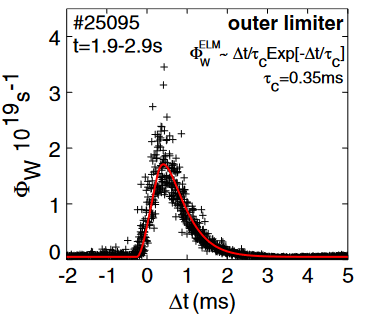 #25095 outer limiter
t=1.9-2.9s
Φ_W^ELM ~ Δt/τ_C Exp[-Δt/τ_C]
τ_C=0.35ms
Φ_W 10^19 s^-1
4
3
2
1
0
-2 -1 0 1 2 3 4 5
Δt (ms)